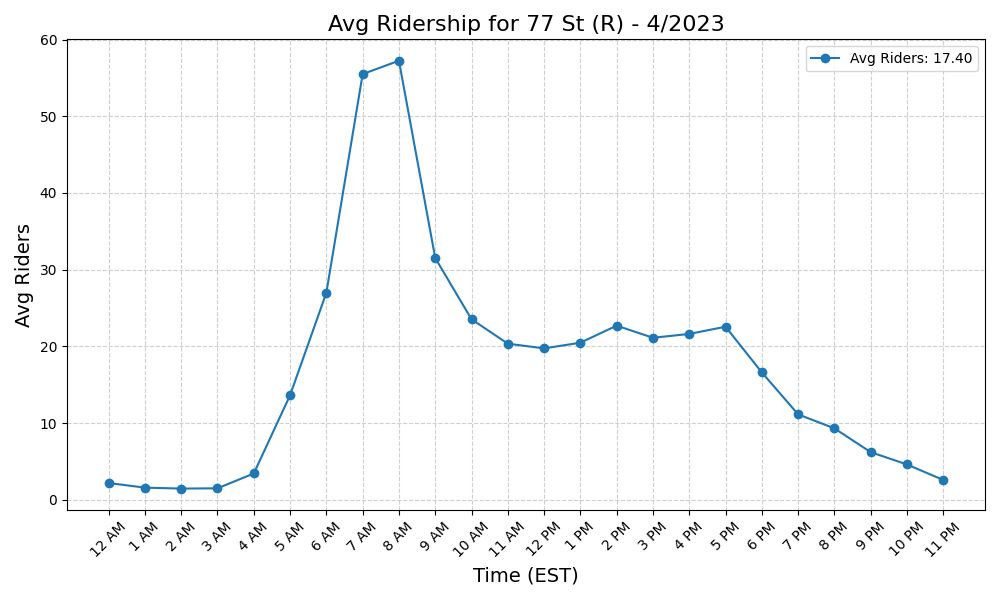 Avg Ridership for 77 St (R) - 4/2023
Avg Riders: 17.40
Avg Riders
60
50
40
30
20
10
0
12 AM
1 AM
2 AM
3 AM
4 AM
5 AM
6 AM
7 AM
8 AM
9 AM
10 AM
11 AM
12 PM
1 PM
2 PM
3 PM
4 PM
5 PM
6 PM
7 PM
8 PM
9 PM
10 PM
11 PM
Time (EST)